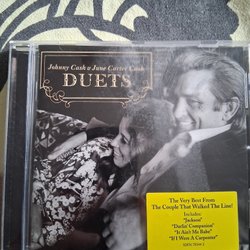 Johnny Cash & June Carter Cash
DUETS
The Very Best From
The Couple That Walked The Line!
Includes:
"Jackson"
"Darlin' Companion"
"It Ain't Me Babe"
"If I Were A Carpenter"